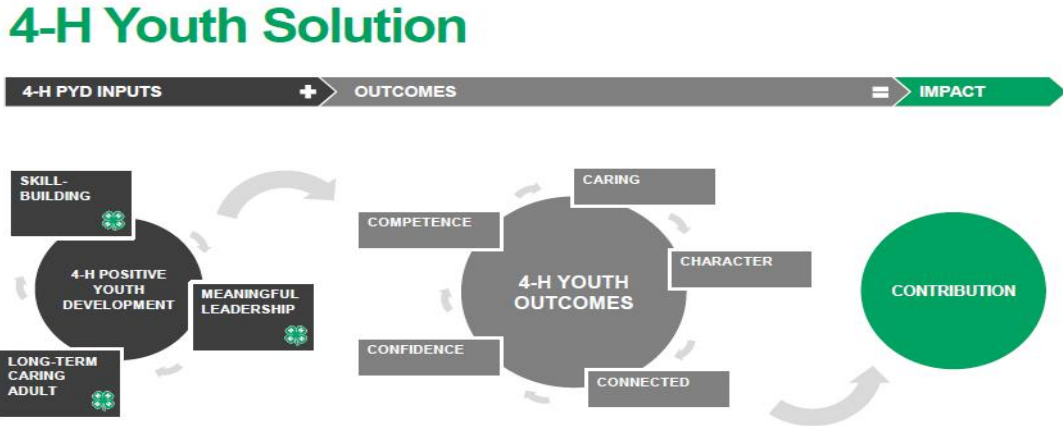 4-H Youth Solution
4-H PYD INPUTS + OUTCOMES = IMPACT
SKILL-
BUILDING
4-H POSITIVE
YOUTH
DEVELOPMENT
MEANINGFUL
LEADERSHIP
LONG-TERM
CARING
ADULT
CARING
COMPETENCE
CHARACTER
4-H YOUTH
OUTCOMES
CONFIDENCE
CONNECTED
CONTRIBUTION